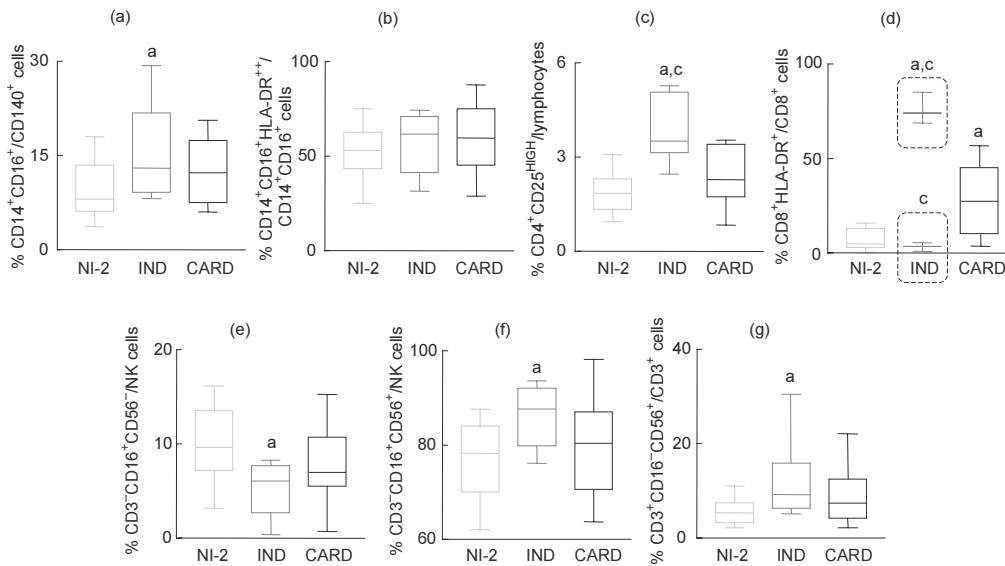 (a)
% CD14⁺CD16⁺/CD140⁺ cells
30
15
0
a
NI-2 IND CARD
(b)
% CD14⁺CD16⁺HLA-DR⁺⁺/
CD14⁺CD16⁺ cells
100
50
0
NI-2 IND CARD
(c)
% CD4⁺CD25ᴴᴵᴳᴴ/lymphocytes
6
3
0
a,c
NI-2 IND CARD
(d)
% CD8⁺HLA-DR⁺/CD8⁺ cells
100
50
0
a,c
c
a
NI-2 IND CARD
(e)
% CD3⁻CD16⁺CD56⁻/NK cells
20
10
0
a
NI-2 IND CARD
(f)
% CD3⁻CD16⁺CD56⁺/NK cells
100
80
60
a
NI-2 IND CARD
(g)
% CD3⁺CD16⁻CD56⁺/CD3⁺ cells
40
20
0
a
NI-2 IND CARD